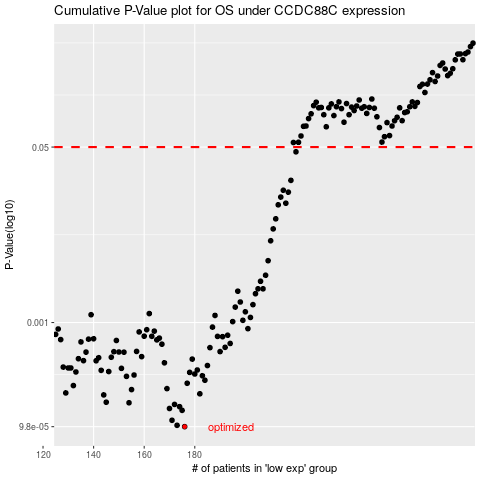 Cumulative P-Value plot for OS under CCDC88C expression
P-Value(log10)
0.05
0.001
9.8e-05
optimized
120 140 160 180
# of patients in 'low exp' group